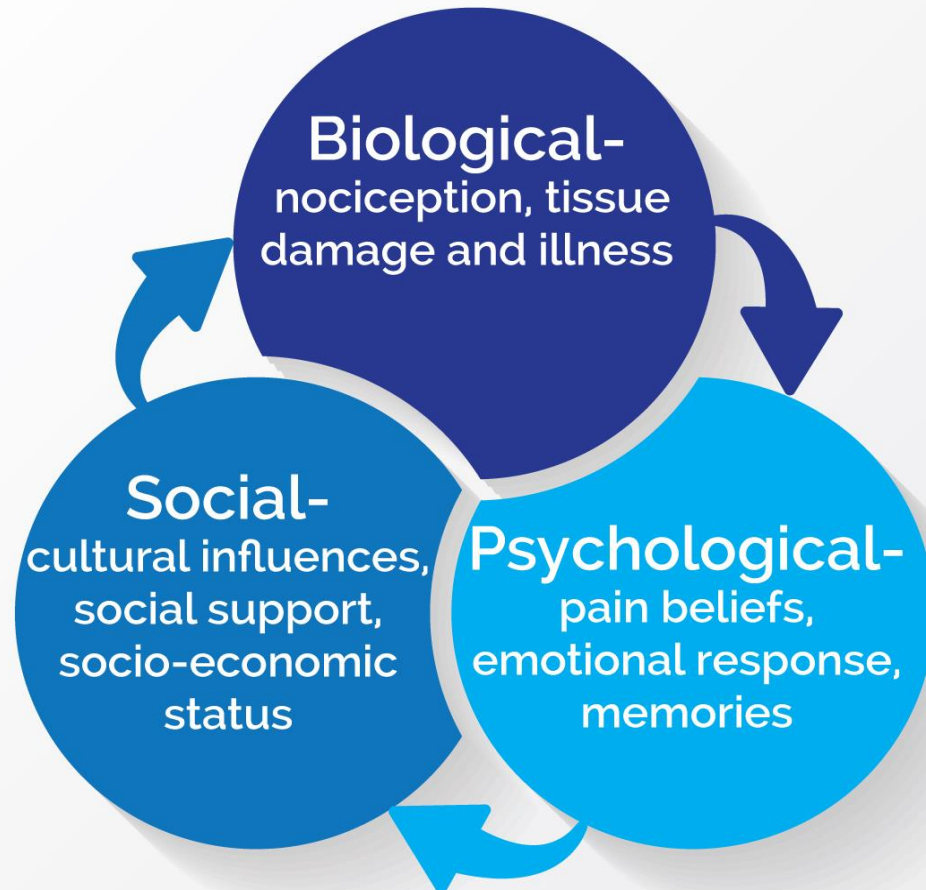 Biological-
nociception, tissue
damage and illness
Social-
cultural influences,
social support,
socio-economic
status
Psychological-
pain beliefs,
emotional response,
memories